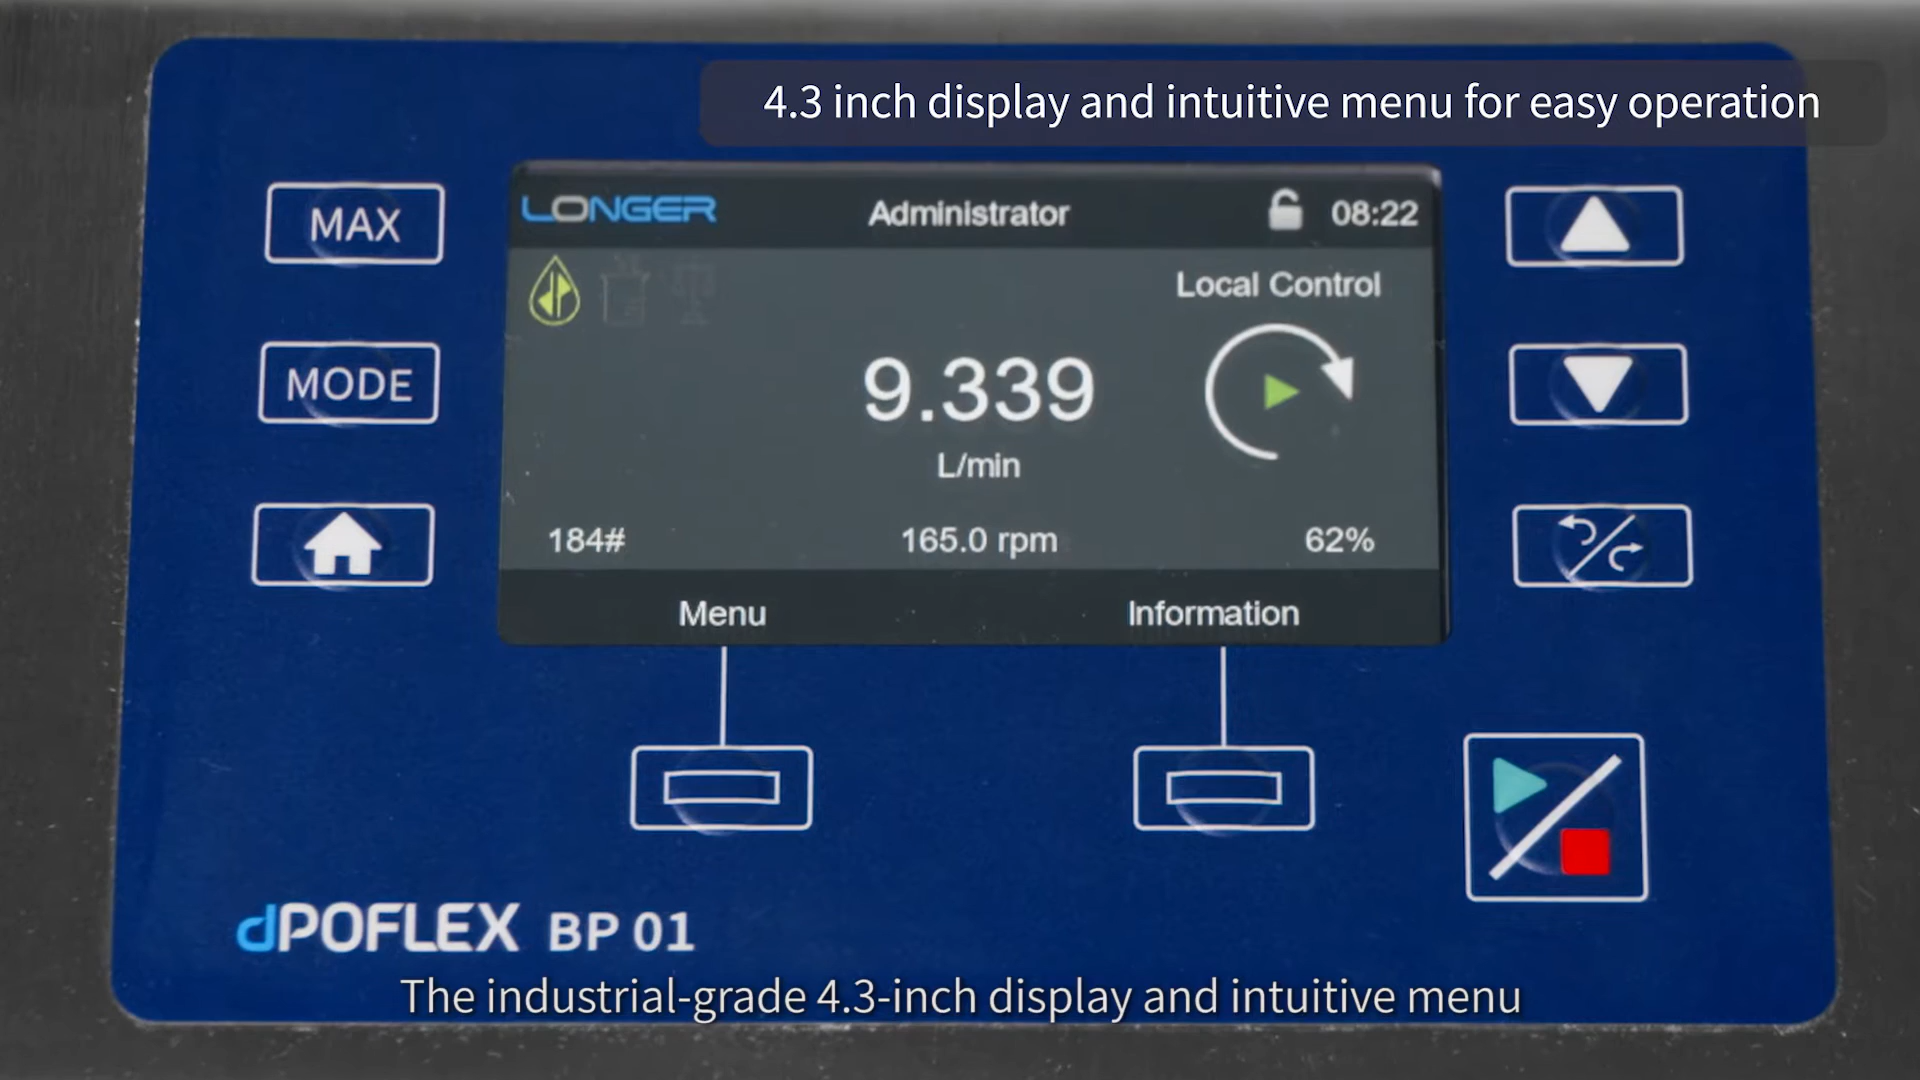 4.3 inch display and intuitive menu for easy operation
MAX
LONGER
Administrator
08:22
Local Control
MODE
9.339
L/min
184#
165.0 rpm
62%
Menu
Information
dPOFLEX BP 01
The industrial-grade 4.3-inch display and intuitive menu